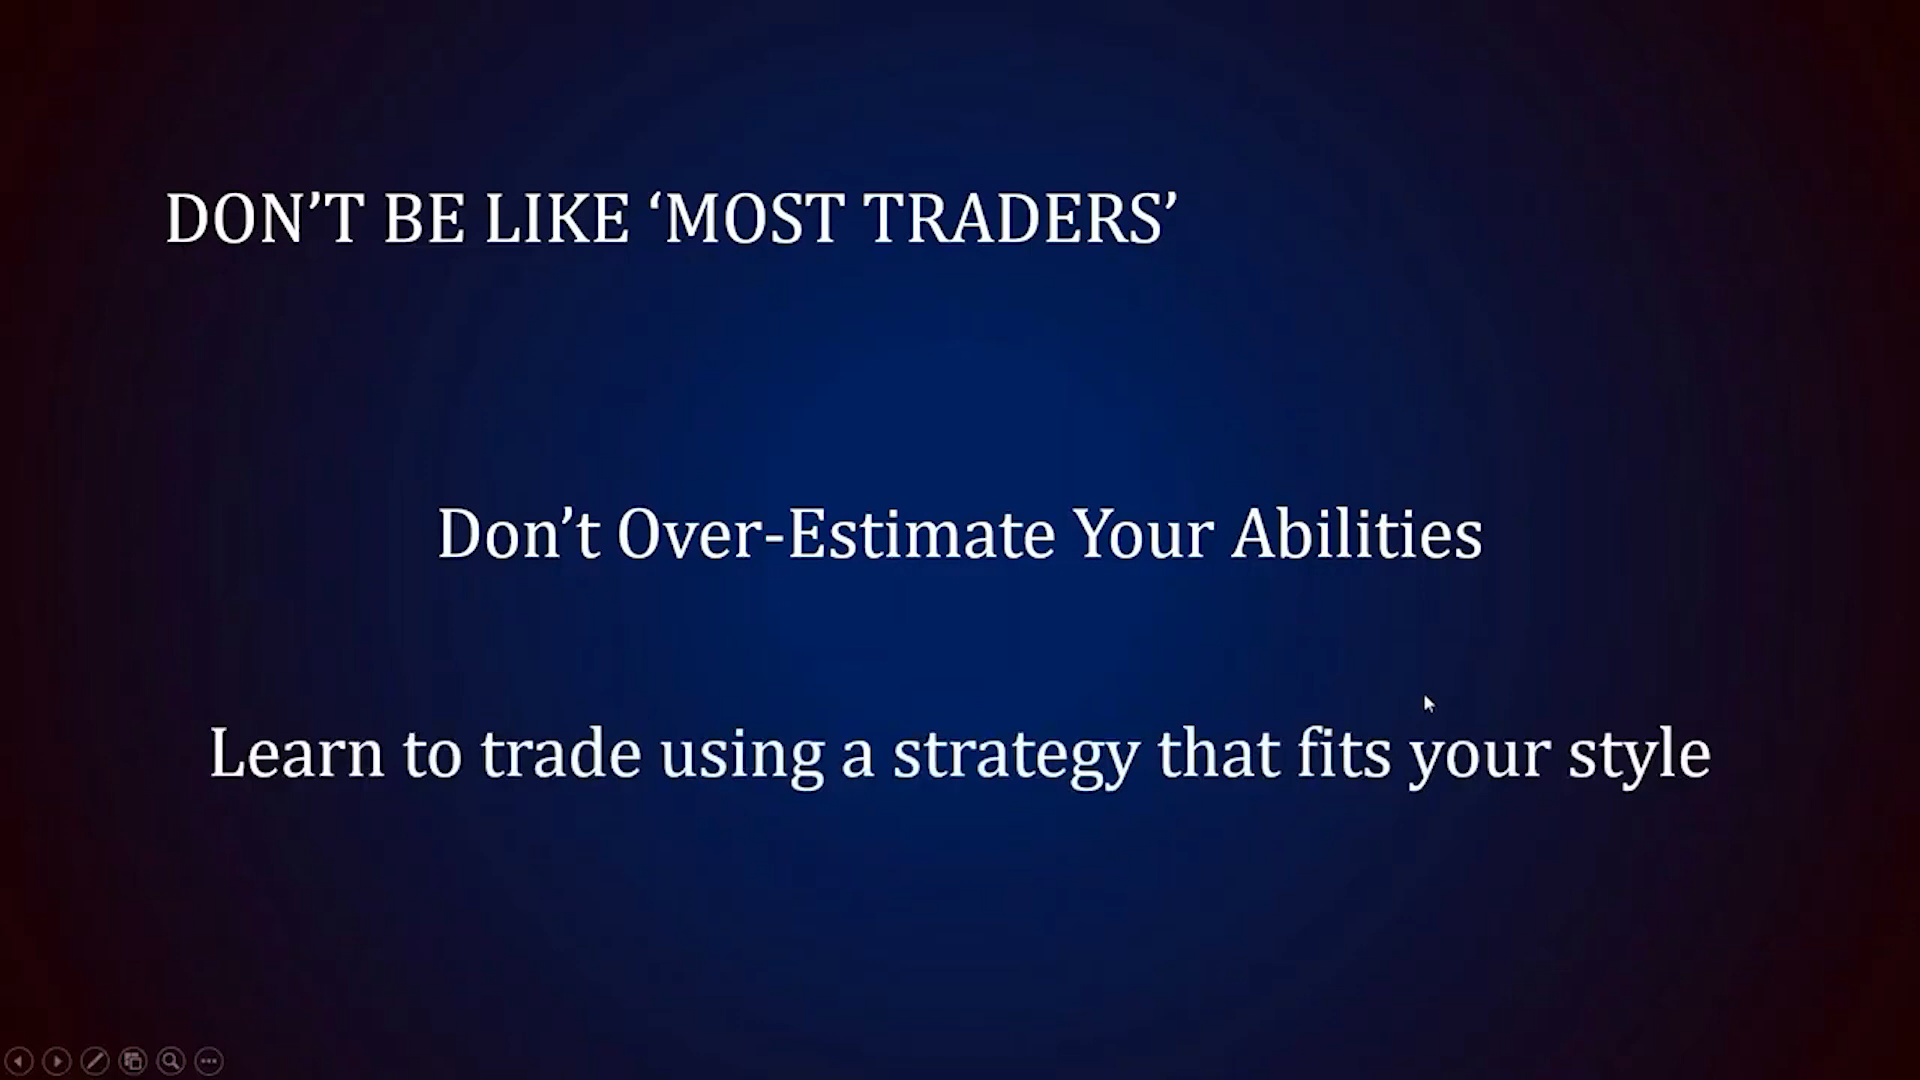 DON’T BE LIKE ‘MOST TRADERS’
Don’t Over-Estimate Your Abilities
Learn to trade using a strategy that fits your style